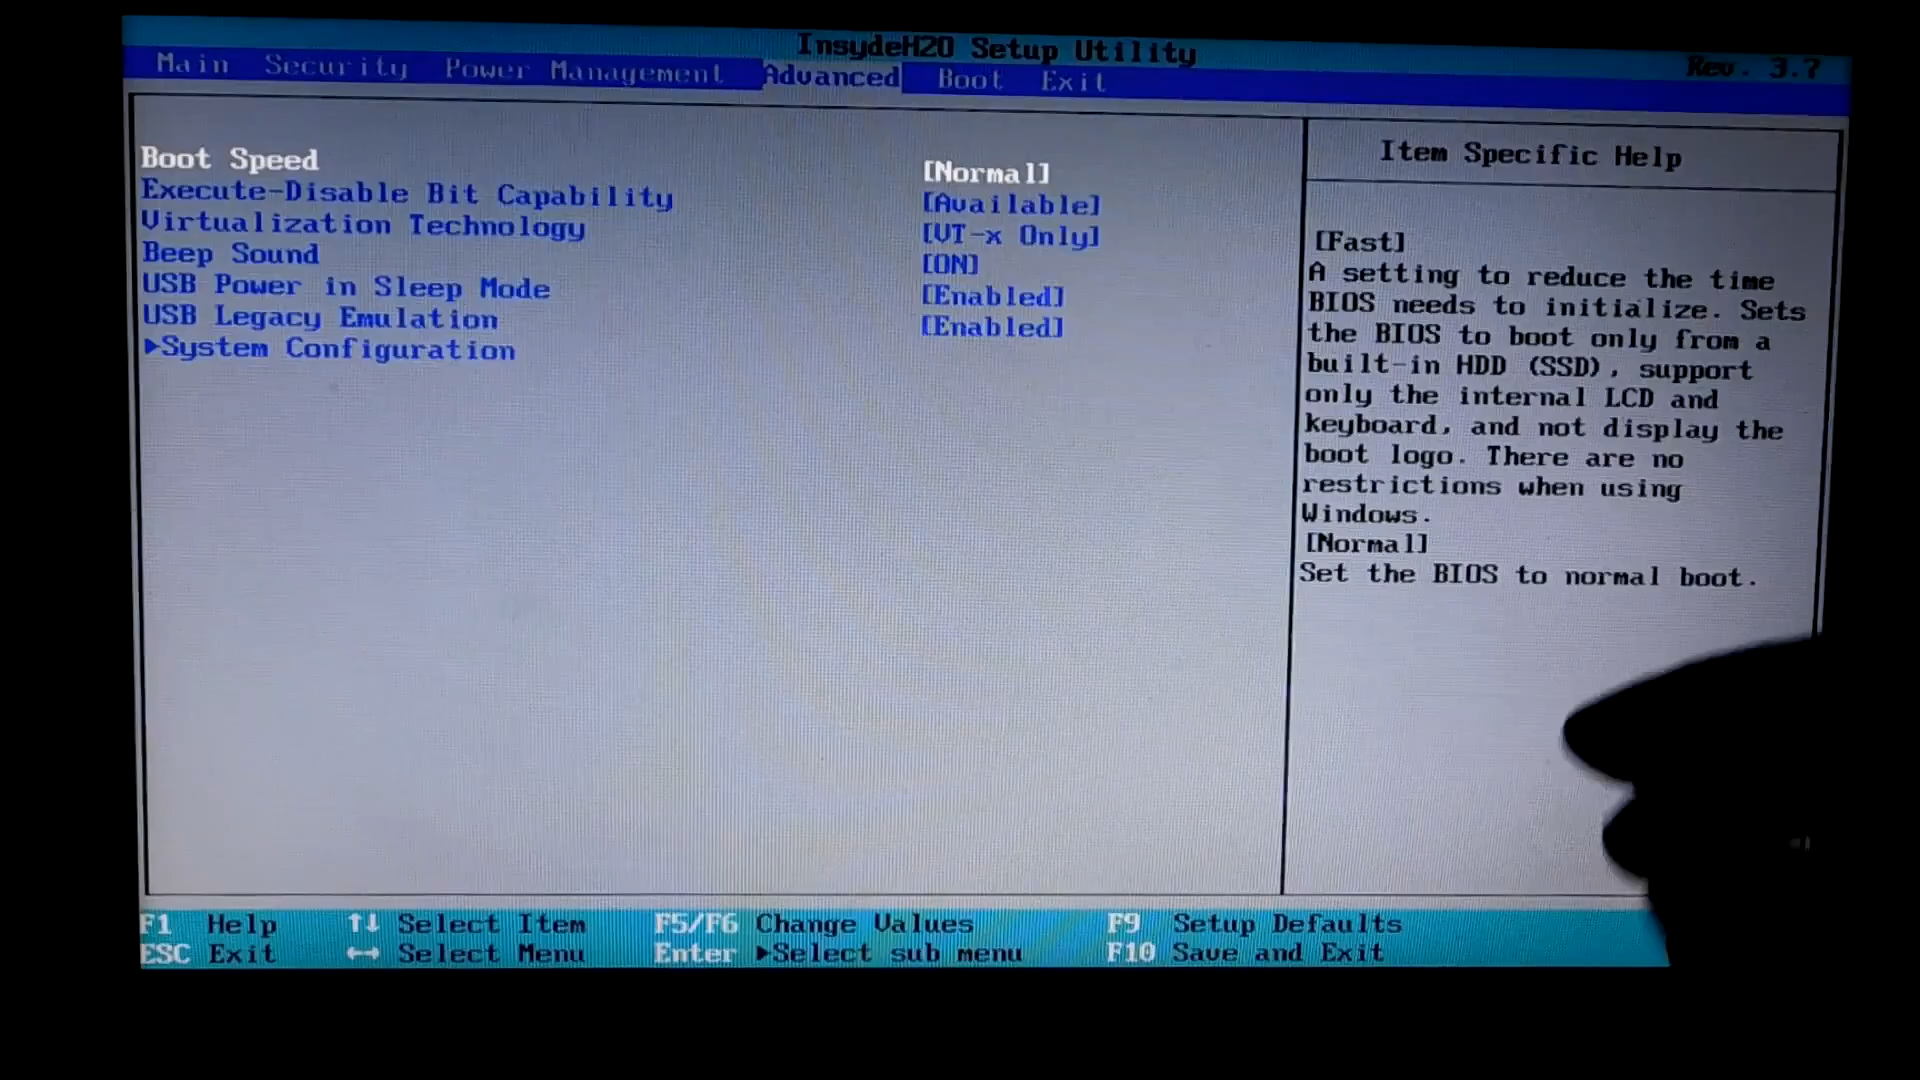 InsydeH20 Setup Utility
Rev. 3.7
Main Security Power Management Advanced Boot Exit
Boot Speed [Normal]
Execute-Disable Bit Capability [Available]
Virtualization Technology [VT-x Only]
Beep Sound [ON]
USB Power in Sleep Mode [Enabled]
USB Legacy Emulation [Enabled]
▶System Configuration
Item Specific Help
[Fast]
A setting to reduce the time
BIOS needs to initialize. Sets
the BIOS to boot only from a
built-in HDD (SSD), support
only the internal LCD and
keyboard, and not display the
boot logo. There are no
restrictions when using
Windows.
[Normal]
Set the BIOS to normal boot.
F1 Help ↑↓ Select Item F5/F6 Change Values F9 Setup Defaults
ESC Exit ↔ Select Menu Enter ▶Select sub menu F10 Save and Exit